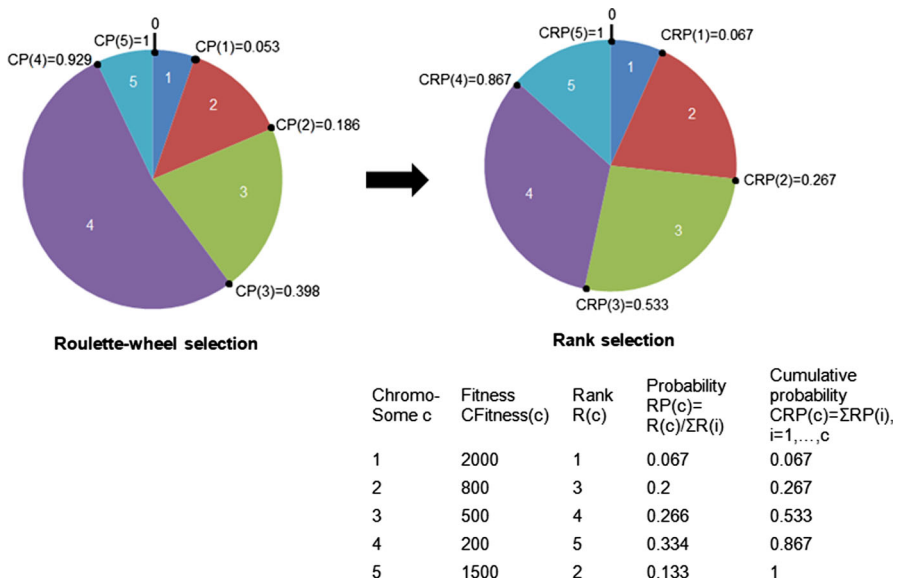 0
CP(5)=1
CP(1)=0.053
CP(4)=0.929
5
1
2
CP(2)=0.186
3
4
CP(3)=0.398
Roulette-wheel selection
0
CRP(5)=1
CRP(1)=0.067
CRP(4)=0.867
5
1
2
CRP(2)=0.267
4
3
CRP(3)=0.533
Rank selection
Chromo-
Some c
Fitness
CFitness(c)
Rank
R(c)
Probability
RP(c)=
R(c)/ΣR(i)
Cumulative
probability
CRP(c)=ΣRP(i),
i=1,…,c
1 2000 1 0.067 0.067
2 800 3 0.2 0.267
3 500 4 0.266 0.533
4 200 5 0.334 0.867
5 1500 2 0.133 1